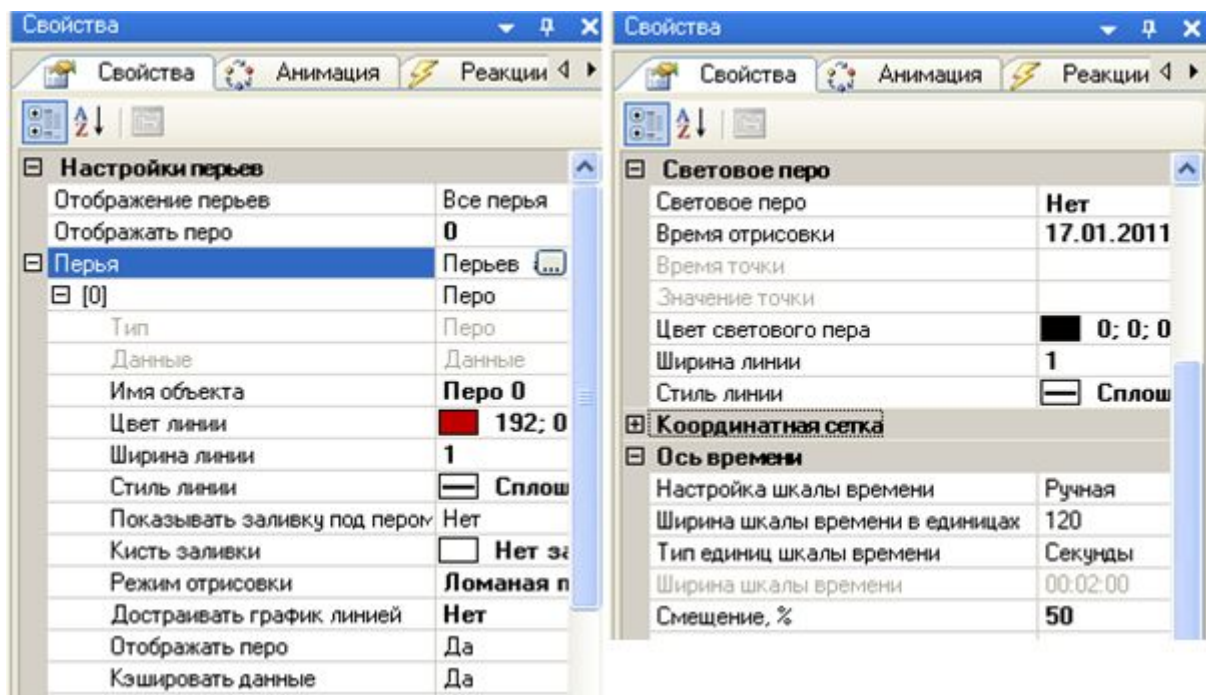 Свойства
Свойства Анимация Реакции
Настройки перьев
Отображение перьев Все перья
Отображать перо 0
Перья Перьев ...
[0] Перо
Тип Перо
Данные Данные
Имя объекта Перо 0
Цвет линии 192; 0
Ширина линии 1
Стиль линии Сплош
Показывать заливку под пером Нет
Кисть заливки Нет за
Режим отрисовки Ломаная п
Достраивать график линией Нет
Отображать перо Да
Кэшировать данные Да
Свойства
Свойства Анимация Реакции
Световое перо
Световое перо Нет
Время отрисовки 17.01.2011
Время точки
Значение точки
Цвет светового пера 0; 0; 0
Ширина линии 1
Стиль линии Сплош
Координатная сетка
Ось времени
Настройка шкалы времени Ручная
Ширина шкалы времени в единицах 120
Тип единиц шкалы времени Секунды
Ширина шкалы времени 00:02:00
Смещение, % 50